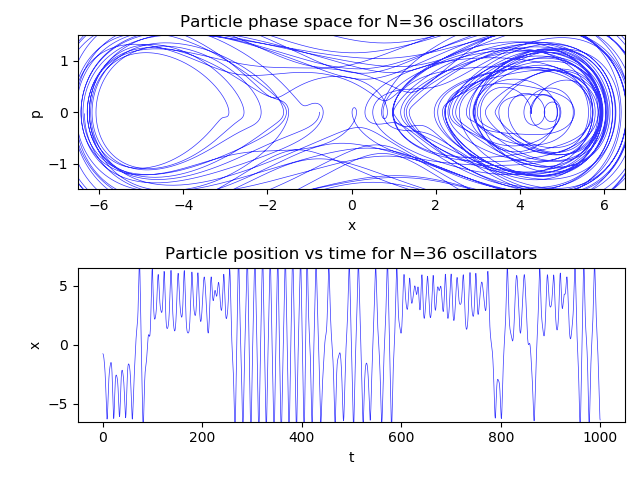 Particle phase space for N=36 oscillators
1
0
−1
p
−6 −4 −2 0 2 4 6
x
Particle position vs time for N=36 oscillators
5
0
−5
x
0 200 400 600 800 1000
t